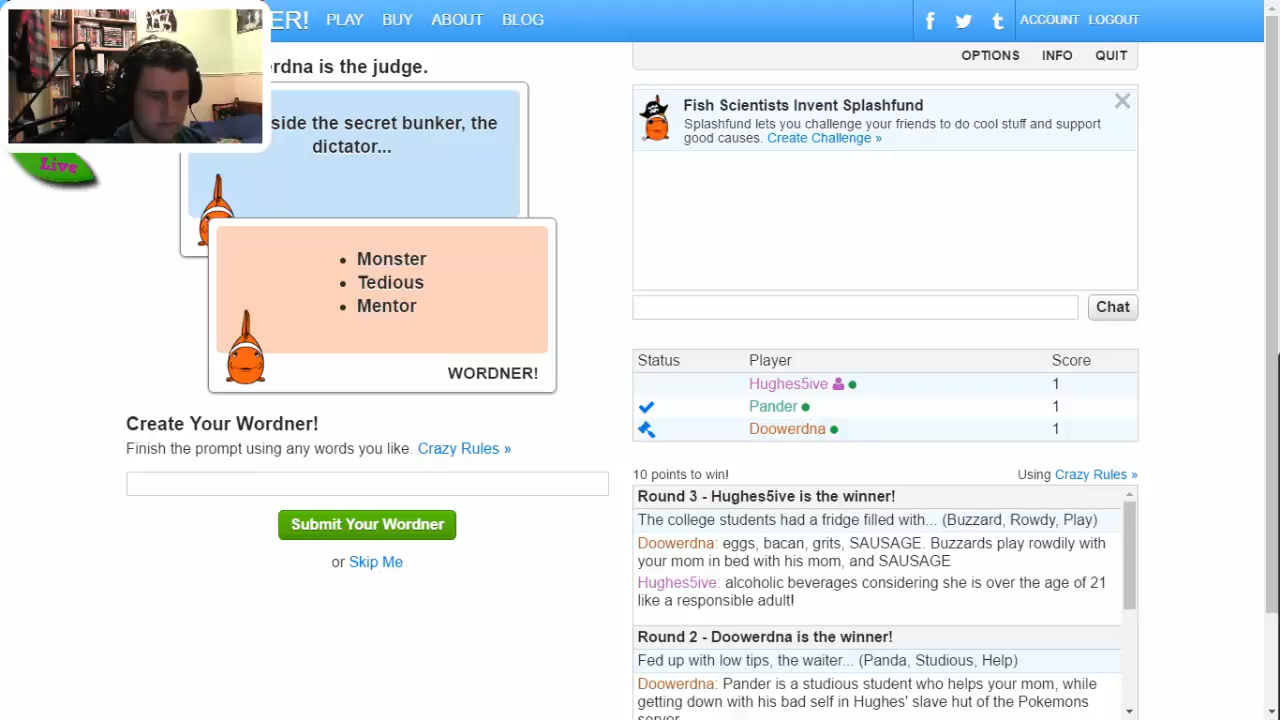 ER! PLAY BUY ABOUT BLOG
ACCOUNT LOGOUT
rdna is the judge.
OPTIONS INFO QUIT
side the secret bunker, the
dictator...
Live
Monster
Tedious
Mentor
WORDNER!
Create Your Wordner!
Finish the prompt using any words you like. Crazy Rules »
Submit Your Wordner
or Skip Me
Fish Scientists Invent Splashfund
Splashfund lets you challenge your friends to do cool stuff and support
good causes. Create Challenge »
Chat
Status Player Score
Hughes5ive 1
Pander 1
Doowerdna 1
10 points to win! Using Crazy Rules »
Round 3 - Hughes5ive is the winner!
The college students had a fridge filled with... (Buzzard, Rowdy, Play)
Doowerdna: eggs, bacan, grits, SAUSAGE. Buzzards play rowdily with
your mom in bed with his mom, and SAUSAGE
Hughes5ive: alcoholic beverages considering she is over the age of 21
like a responsible adult!
Round 2 - Doowerdna is the winner!
Fed up with low tips, the waiter... (Panda, Studious, Help)
Doowerdna: Pander is a studious student who helps your mom, while
getting down with his bad self in Hughes' slave hut of the Pokemons
server